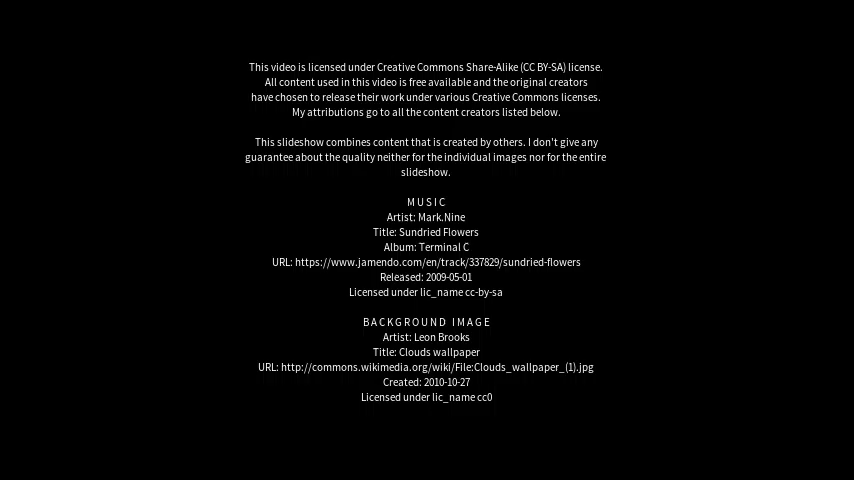 This video is licensed under Creative Commons Share-Alike (CC BY-SA) license.
All content used in this video is free available and the original creators
have chosen to release their work under various Creative Commons licenses.
My attributions go to all the content creators listed below.
This slideshow combines content that is created by others. I don't give any
guarantee about the quality neither for the individual images nor for the entire
slideshow.
MUSIC
Artist: Mark.Nine
Title: Sundried Flowers
Album: Terminal C
URL: https://www.jamendo.com/en/track/337829/sundried-flowers
Released: 2009-05-01
Licensed under lic_name cc-by-sa
BACKGROUND IMAGE
Artist: Leon Brooks
Title: Clouds wallpaper
URL: http://commons.wikimedia.org/wiki/File:Clouds_wallpaper_(1).jpg
Created: 2010-10-27
Licensed under lic_name cc0